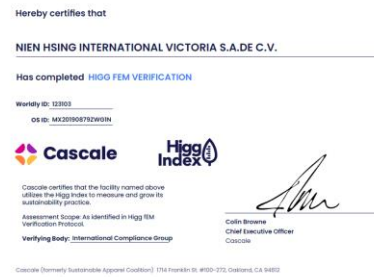 Hereby certifies that
NIEN HSING INTERNATIONAL VICTORIA S.A.DE C.V.
Has completed HIGG FEM VERIFICATION
Worldly ID: 123103
OS ID: MX20190879ZWG1N
Cascale
Higg
Index
Cascale certifies that the facility named above
utilizes the Higg Index to measure and grow its
sustainability practice.
Assessment Scope: As identified in Higg FEM
Verification Protocol.
Verifying Body: International Compliance Group
Colin Browne
Chief Executive Officer
Cascale
Cascale (formerly Sustainable Apparel Coalition) 1714 Franklin St. #100-272, Oakland, CA 94612